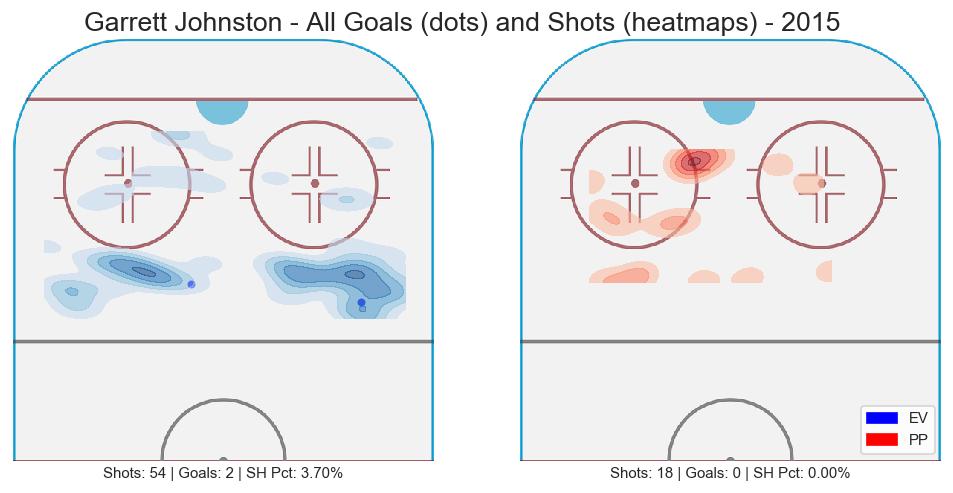 Garrett Johnston - All Goals (dots) and Shots (heatmaps) - 2015
EV
PP
Shots: 54 | Goals: 2 | SH Pct: 3.70%
Shots: 18 | Goals: 0 | SH Pct: 0.00%